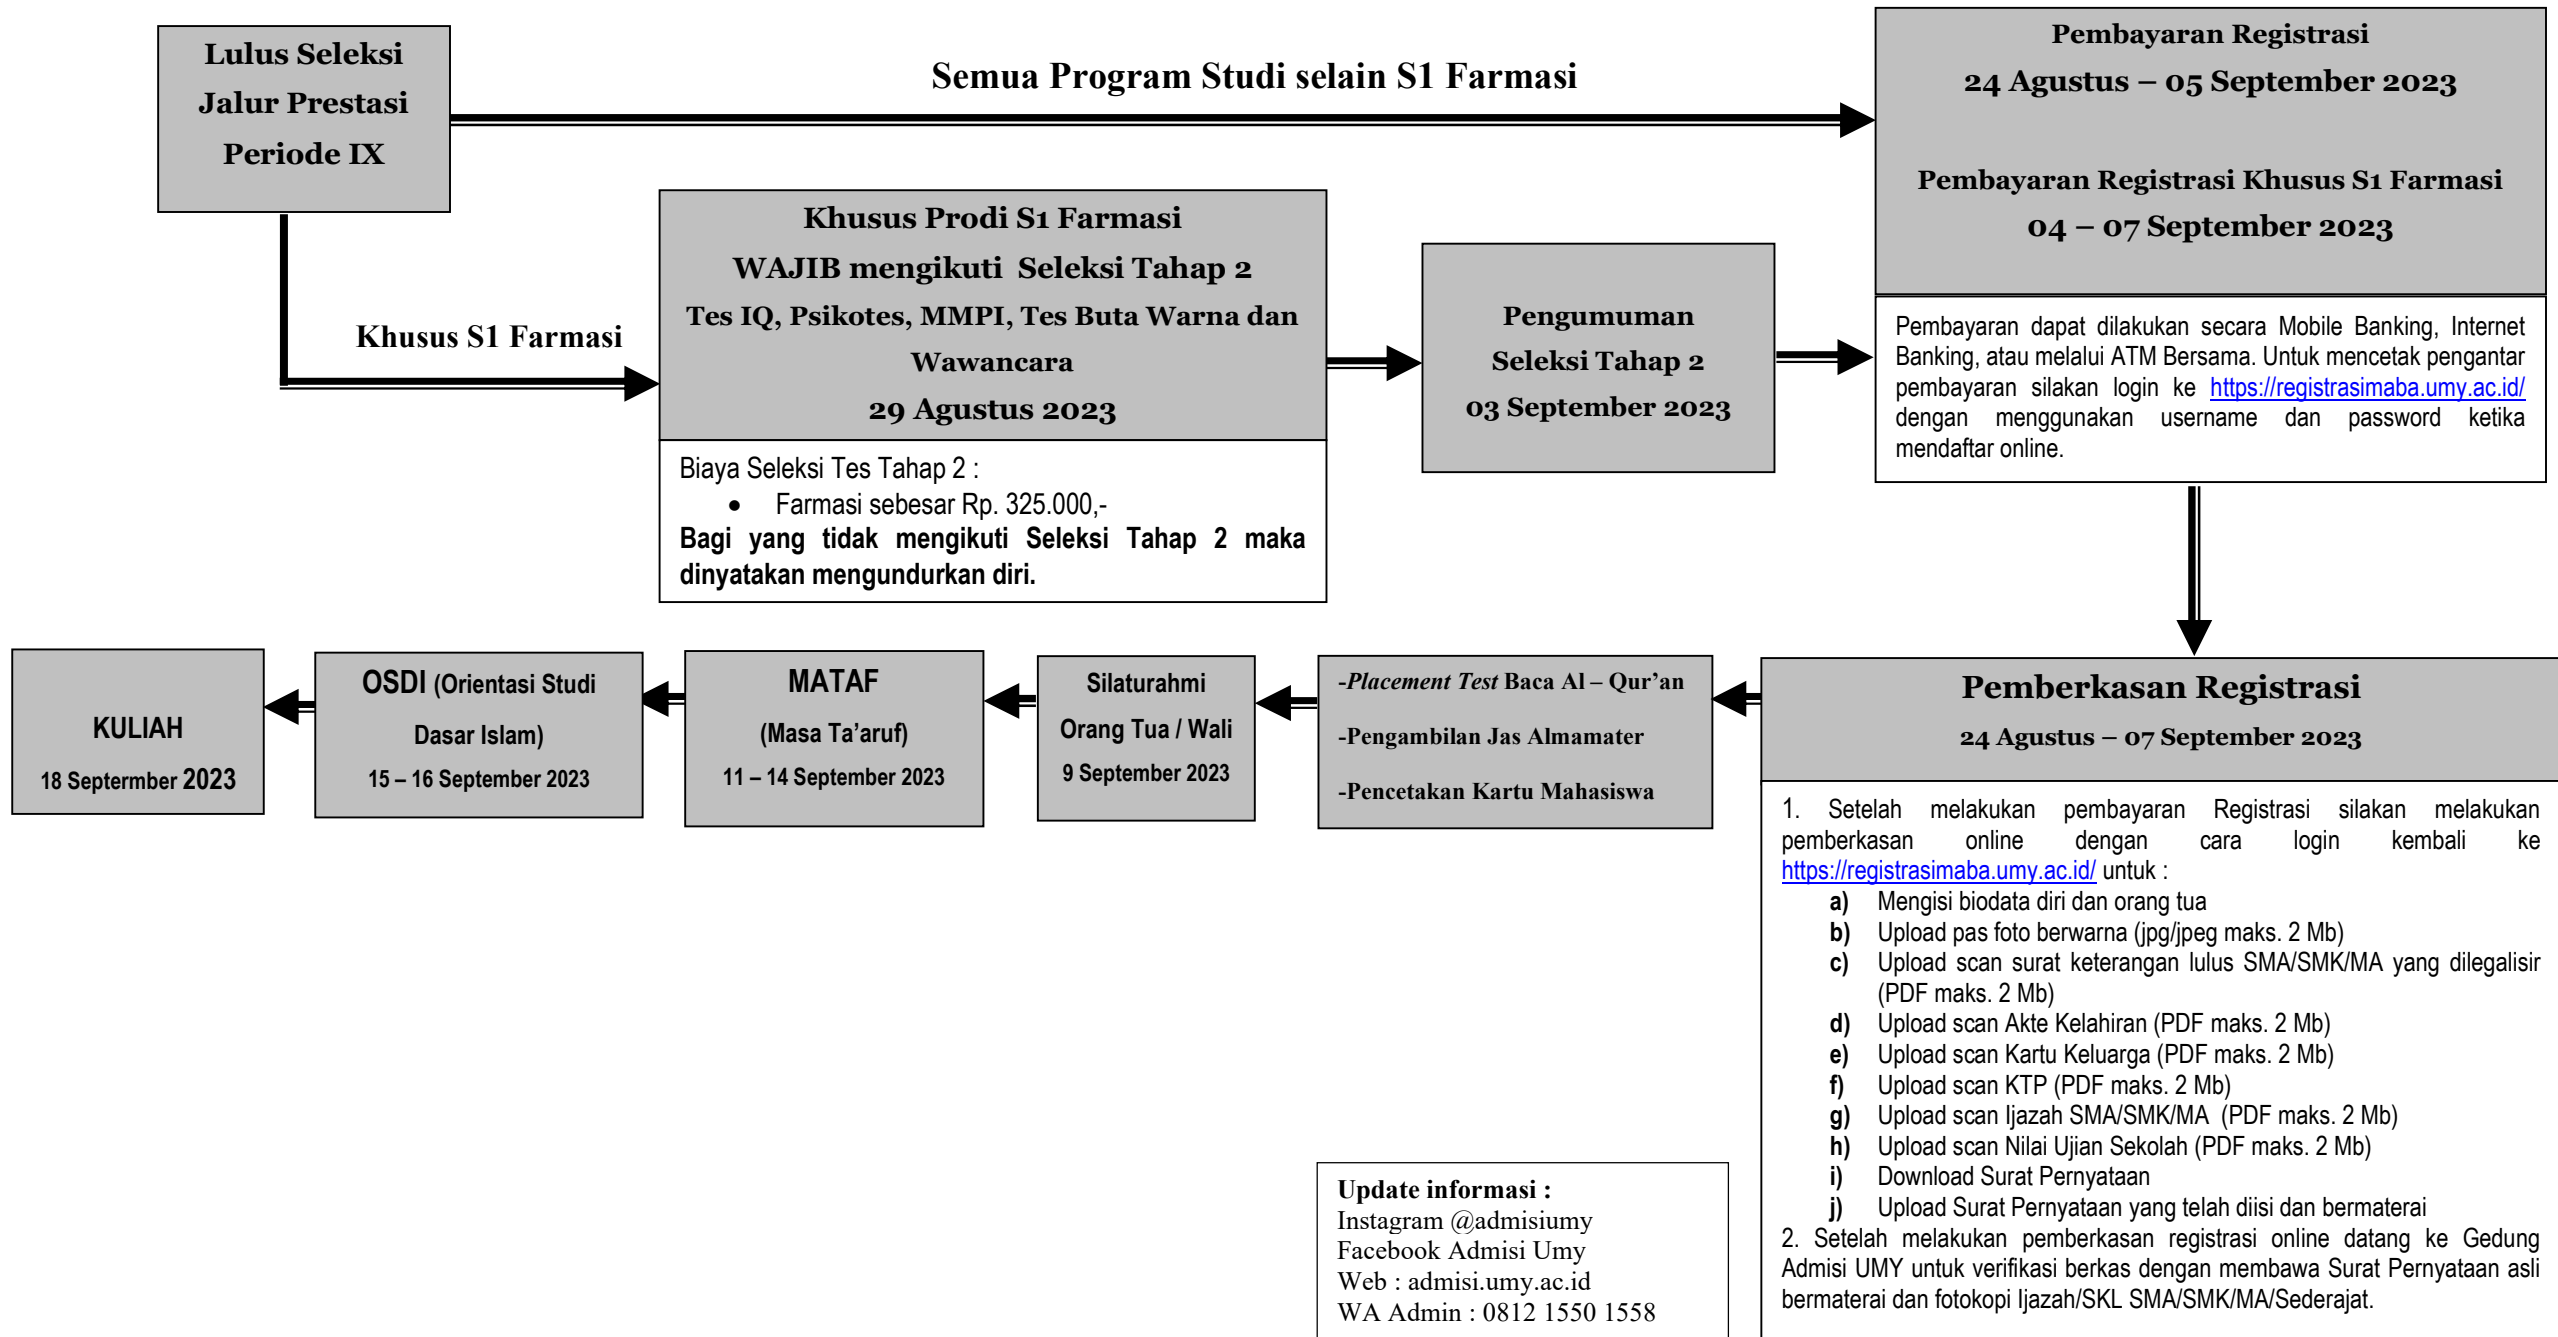 Lulus Seleksi
Jalur Prestasi
Periode IX
Semua Program Studi selain S1 Farmasi
Pembayaran Registrasi
24 Agustus – 05 September 2023
Pembayaran Registrasi Khusus S1 Farmasi
04 – 07 September 2023
Pembayaran dapat dilakukan secara Mobile Banking, Internet
Banking, atau melalui ATM Bersama. Untuk mencetak pengantar
pembayaran silakan login ke https://registrasimaba.umy.ac.id/
dengan menggunakan username dan password ketika
mendaftar online.
Khusus S1 Farmasi
Khusus Prodi S1 Farmasi
WAJIB mengikuti Seleksi Tahap 2
Tes IQ, Psikotes, MMPI, Tes Buta Warna dan
Wawancara
29 Agustus 2023
Biaya Seleksi Tes Tahap 2 :
• Farmasi sebesar Rp. 325.000,-
Bagi yang tidak mengikuti Seleksi Tahap 2 maka
dinyatakan mengundurkan diri.
Pengumuman
Seleksi Tahap 2
03 September 2023
KULIAH
18 Septermber 2023
OSDI (Orientasi Studi
Dasar Islam)
15 – 16 September 2023
MATAF
(Masa Ta’aruf)
11 – 14 September 2023
Silaturahmi
Orang Tua / Wali
9 September 2023
-Placement Test Baca Al – Qur’an
-Pengambilan Jas Almamater
-Pencetakan Kartu Mahasiswa
Pemberkasan Registrasi
24 Agustus – 07 September 2023
1. Setelah melakukan pembayaran Registrasi silakan melakukan
pemberkasan online dengan cara login kembali ke
https://registrasimaba.umy.ac.id/ untuk :
a) Mengisi biodata diri dan orang tua
b) Upload pas foto berwarna (jpg/jpeg maks. 2 Mb)
c) Upload scan surat keterangan lulus SMA/SMK/MA yang dilegalisir
(PDF maks. 2 Mb)
d) Upload scan Akte Kelahiran (PDF maks. 2 Mb)
e) Upload scan Kartu Keluarga (PDF maks. 2 Mb)
f) Upload scan KTP (PDF maks. 2 Mb)
g) Upload scan Ijazah SMA/SMK/MA (PDF maks. 2 Mb)
h) Upload scan Nilai Ujian Sekolah (PDF maks. 2 Mb)
i) Download Surat Pernyataan
j) Upload Surat Pernyataan yang telah diisi dan bermaterai
2. Setelah melakukan pemberkasan registrasi online datang ke Gedung
Admisi UMY untuk verifikasi berkas dengan membawa Surat Pernyataan asli
bermaterai dan fotokopi Ijazah/SKL SMA/SMK/MA/Sederajat.
Update informasi :
Instagram @admisiumy
Facebook Admisi Umy
Web : admisi.umy.ac.id
WA Admin : 0812 1550 1558